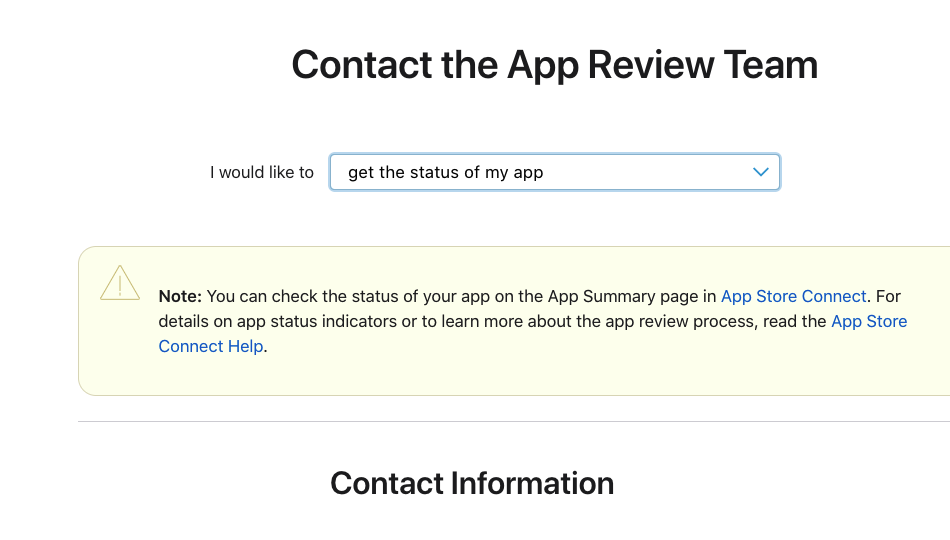 Contact the App Review Team
I would like to get the status of my app
Note: You can check the status of your app on the App Summary page in App Store Connect. For
details on app status indicators or to learn more about the app review process, read the App Store
Connect Help.
Contact Information